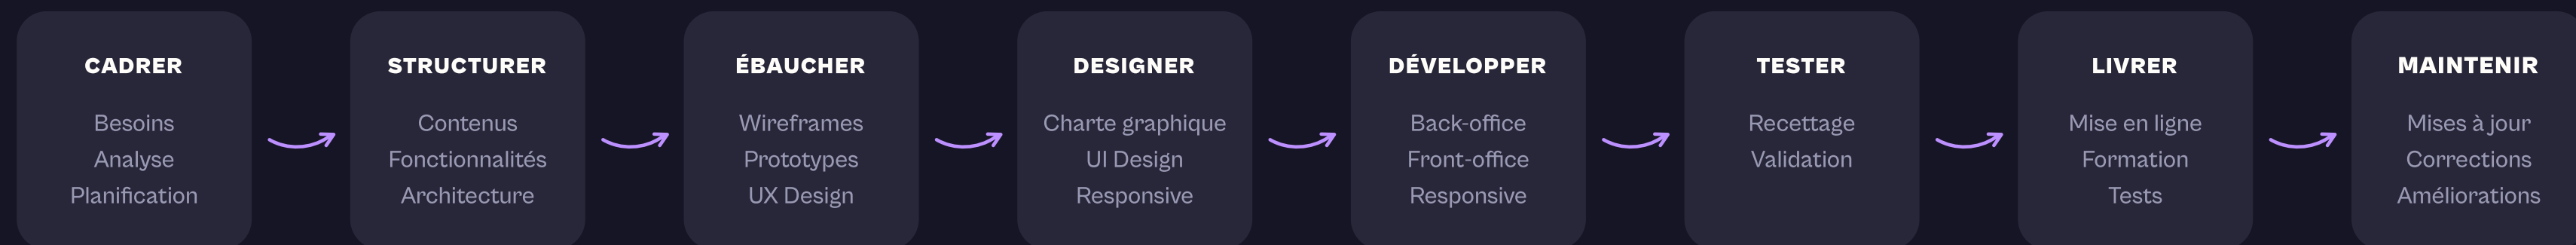 CADRER
Besoins
Analyse
Planification
STRUCTURER
Contenus
Fonctionnalités
Architecture
ÉBAUCHER
Wireframes
Prototypes
UX Design
DESIGNER
Charte graphique
UI Design
Responsive
DÉVELOPPER
Back-office
Front-office
Responsive
TESTER
Recettage
Validation
LIVRER
Mise en ligne
Formation
Tests
MAINTENIR
Mises à jour
Corrections
Améliorations